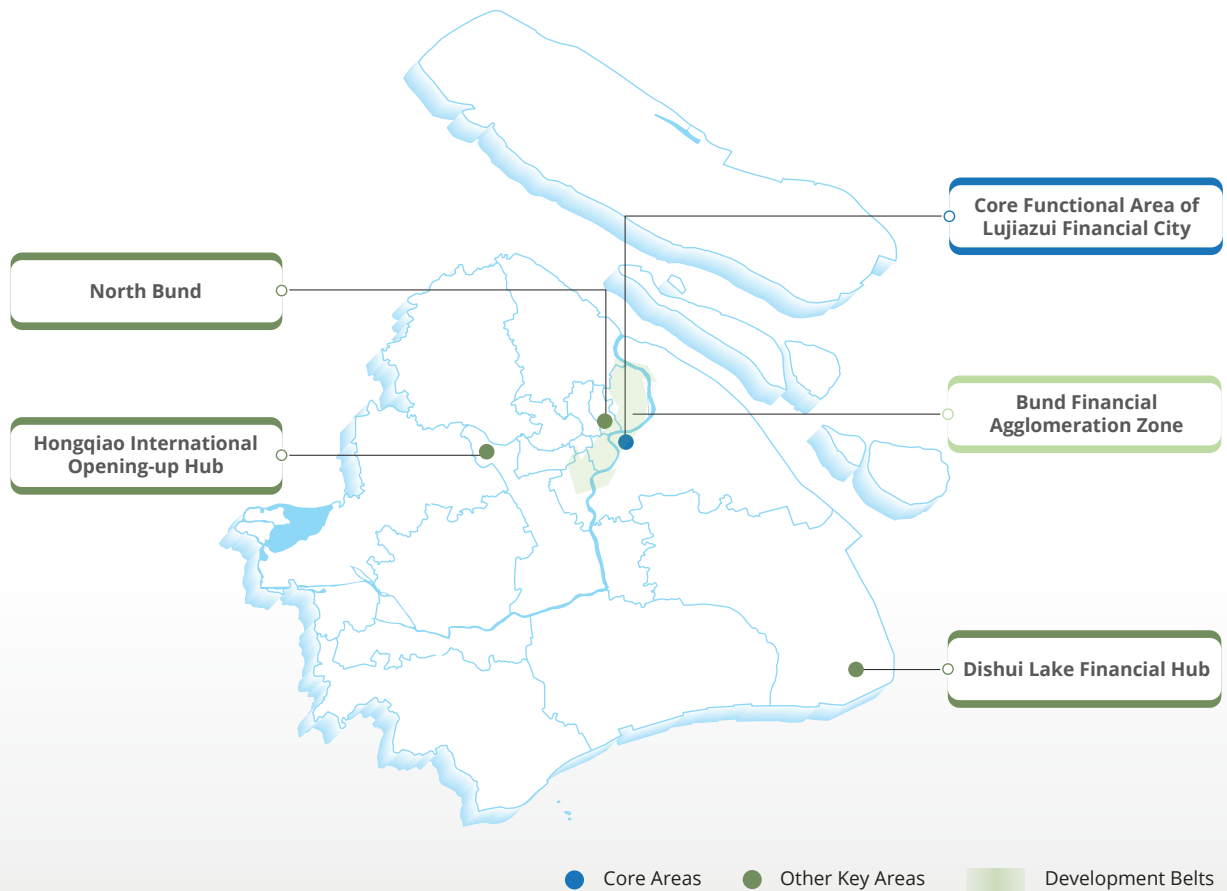 Core Functional Area of
Lujiazui Financial City
North Bund
Bund Financial
Agglomeration Zone
Hongqiao International
Opening-up Hub
Dishui Lake Financial Hub
Core Areas
Other Key Areas
Development Belts